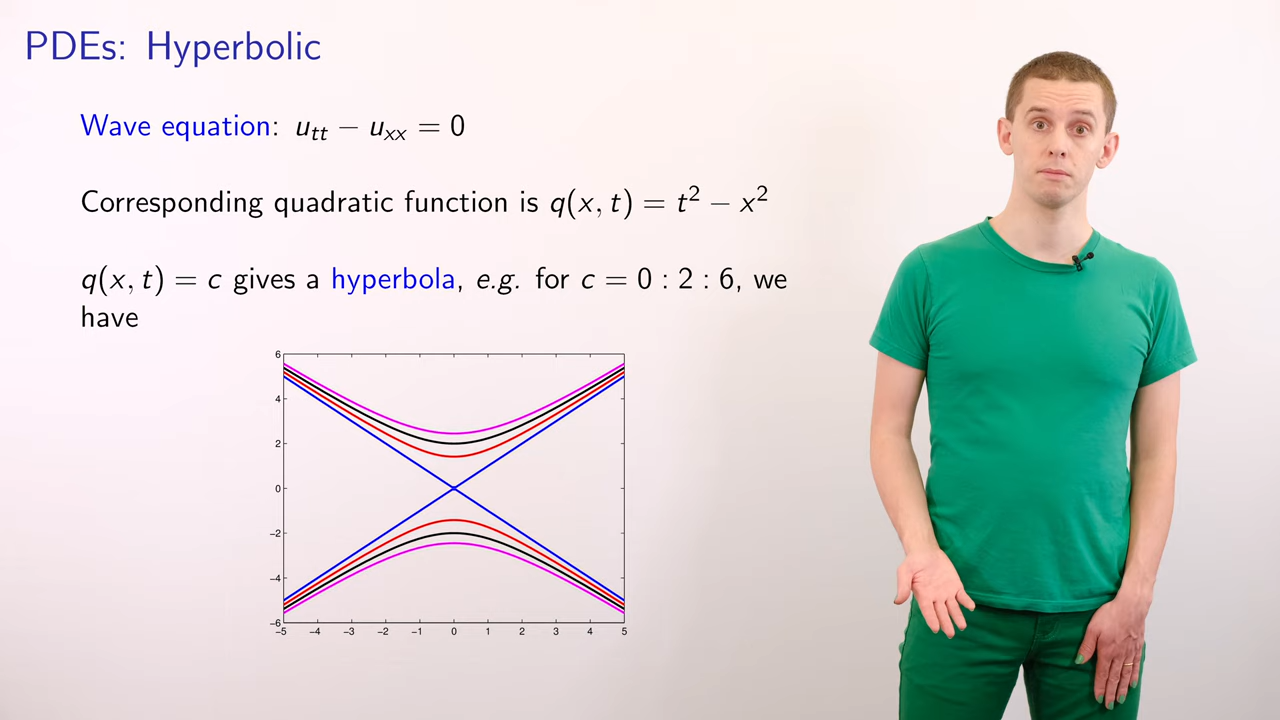 PDEs: Hyperbolic
Wave equation: u_tt − u_xx = 0
Corresponding quadratic function is q(x, t) = t² − x²
q(x, t) = c gives a hyperbola, e.g. for c = 0 : 2 : 6, we
have
6
4
2
0
−2
−4
−6
−5 −4 −3 −2 −1 0 1 2 3 4 5